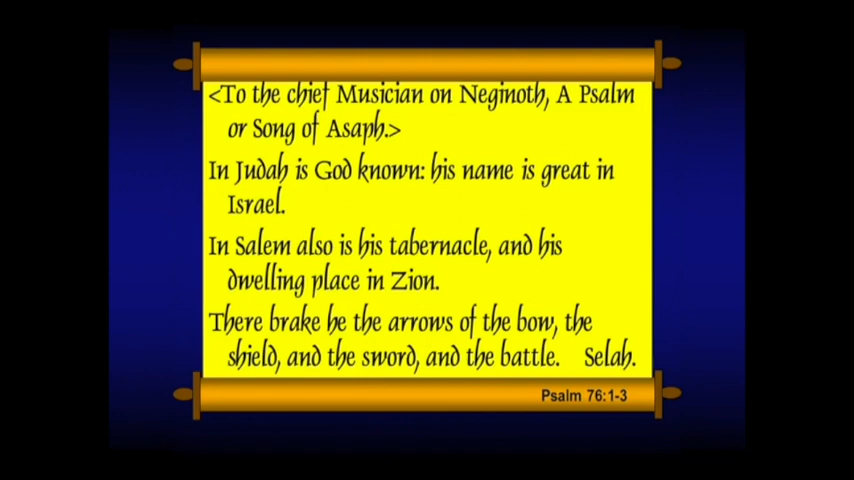 <To the chief Musician on Neginoth, A Psalm
or Song of Asaph.>
In Judah is God known: his name is great in
Israel.
In Salem also is his tabernacle, and his
dwelling place in Zion.
There brake he the arrows of the bow, the
shield, and the sword, and the battle. Selah.
Psalm 76:1-3